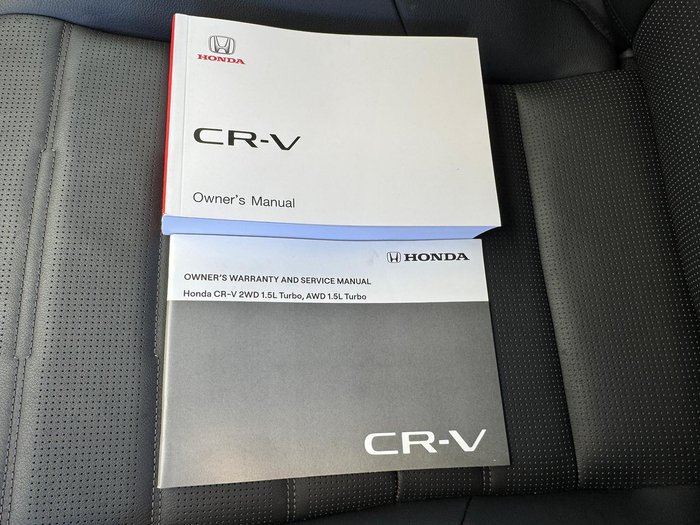 HONDA
CR-V
Owner's Manual
HONDA
OWNER'S WARRANTY AND SERVICE MANUAL
Honda CR-V 2WD 1.5L Turbo, AWD 1.5L Turbo
CR-V